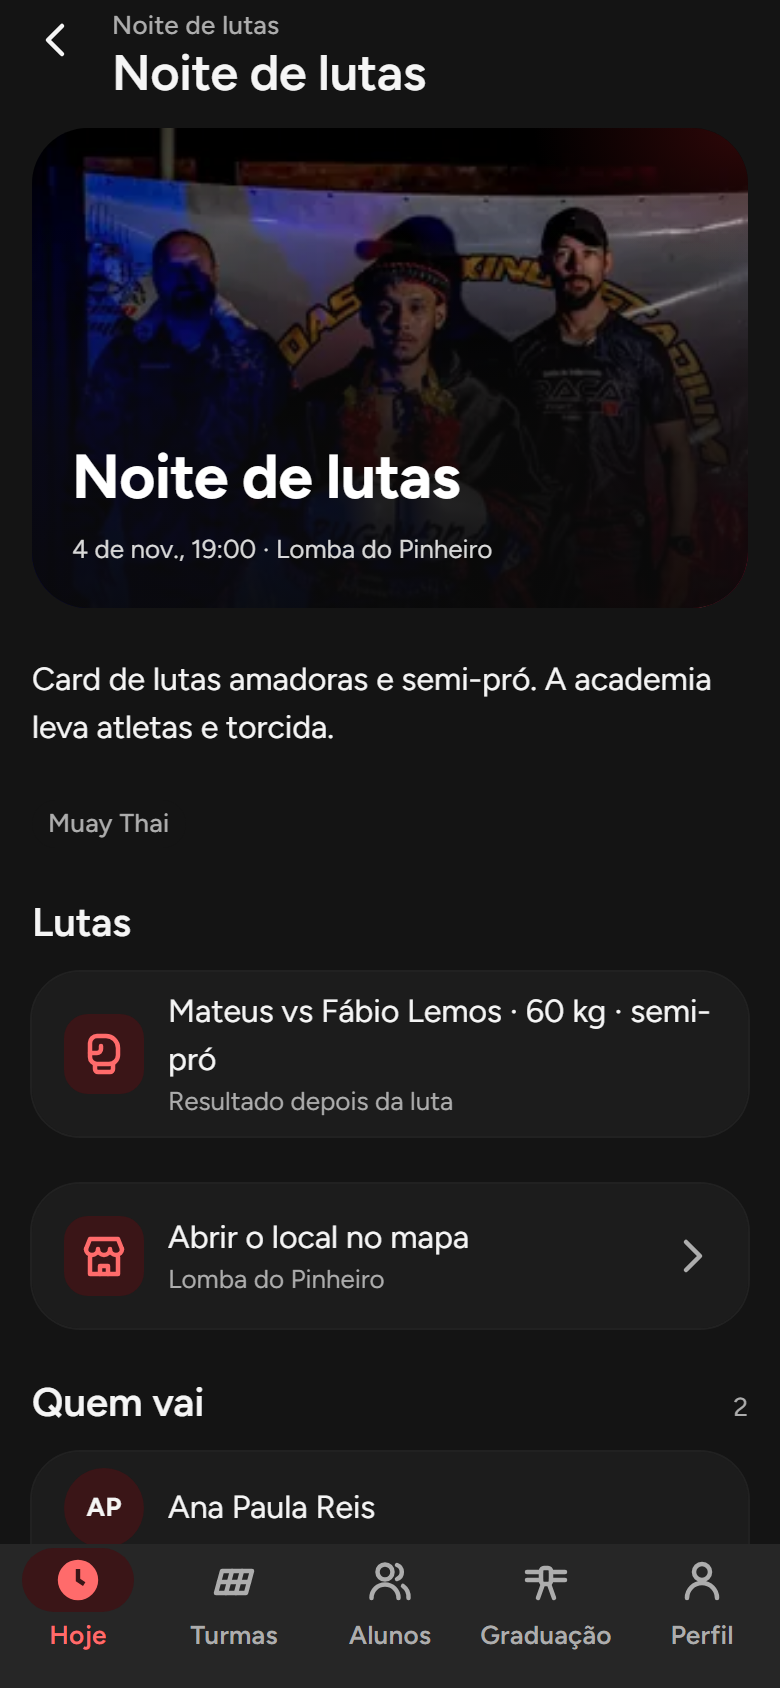 Noite de lutas
Noite de lutas
Noite de lutas
4 de nov., 19:00 · Lomba do Pinheiro
Card de lutas amadoras e semi-pró. A academia
leva atletas e torcida.
Muay Thai
Lutas
Mateus vs Fábio Lemos · 60 kg · semi-
pró
Resultado depois da luta
Abrir o local no mapa
Lomba do Pinheiro
Quem vai
2
AP
Ana Paula Reis
Hoje
Turmas
Alunos
Graduação
Perfil